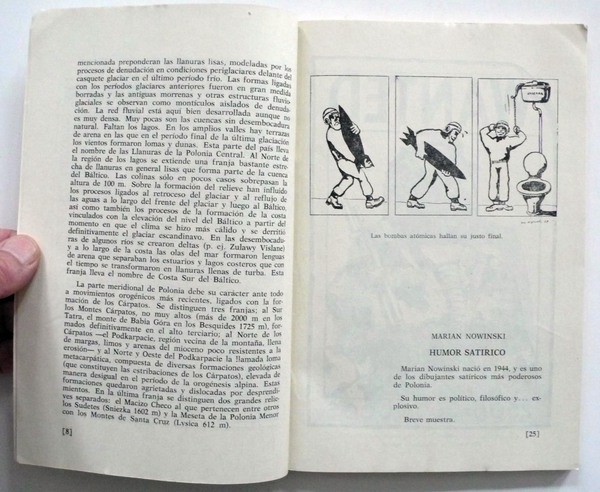 mencionada preponderan las llanuras lisas, modeladas por los
procesos de denudación en condiciones periglaciares delante del
casquete glaciar en el último período frío. Las formas ligadas
con los períodos glaciares anteriores fueron en gran medida
borradas y las antiguas morrenas y otras estructuras fluvio-
glaciales se observan como montículos aislados de denuda-
ción. La red fluvial está aquí bien desarrollada aunque no
es muy densa. Muy pocas son las cuencas sin desembocadura
natural. Faltan los lagos. En los amplios valles hay terrazas
de arena en las que en el período final de la última glaciación
los vientos formaron lomas y dunas. Esta parte del país lleva
el nombre de las Llanuras de la Polonia Central. Al Norte de
la región de los lagos se extiende una franja bastante estre-
cha de llanuras en general lisas que forma parte de la cuenca
del Báltico. Las colinas sólo en pocos casos sobrepasan la
altura de 100 m. Sobre la formación del relieve han influído
los procesos ligados al retroceso del glaciar y al reflujo de
las aguas a lo largo del frente del glaciar y luego al Báltico,
así como también los procesos de la formación de la costa
vinculados con la elevación del nivel del Báltico a partir del
momento en que el clima se hizo más cálido y se derritió
definitivamente el glaciar escandinavo. En las desembocadu-
ras de algunos ríos se crearon deltas (p. ej. Zuławy Vislane)
y a lo largo de la costa las olas del mar formaron lenguas
de arena que separaban los estuarios y lagos costeros que con
el tiempo se transformaron en llanuras llenas de turba. Esta
franja lleva el nombre de Costa Sur del Báltico.
La parte meridional de Polonia debe su carácter ante todo
a movimientos orogénicos más recientes, ligados con la for-
mación de los Cárpatos. Se distinguen tres franjas; al Sur
los Montes Cárpatos, no muy altos (más de 2000 m en los
Tatra, el monte de Babia Góra en los Besquides 1725 m), for-
formados definitivamente en el alto terciario; al Norte de los
Cárpatos —el Podkarpacie, región vecina de la montaña, llena
de margas, limos y arenas del mioceno poco resistentes a la
erosión— y al Norte y Oeste del Podkarpacie la llamada loma
metacarpática, compuesta de diversas formaciones geológicas
(que constituyen las estribaciones de los Cárpatos), elevada de
manera desigual en el período de la orogénesis alpina. Estas
formaciones quedaron agrietadas y dislocadas por desprendi-
mientos. En la última franja se distinguen dos grandes relie-
ves separados: el Macizo Checo al que pertenecen entre otros
los Sudetes (Sniezka 1602 m) y la Meseta de la Polonia Menor
con los Montes de Santa Cruz (Lysica 612 m).
[8]
Las bombas atómicas hallan su justo final.
MARIAN NOWINSKI
HUMOR SATIRICO
Marian Nowinski nació en 1944, y es uno
de los dibujantes satíricos más poderosos
de Polonia.
Su humor es político, filosófico y.... ex-
plosivo.
Breve muestra.
[25]